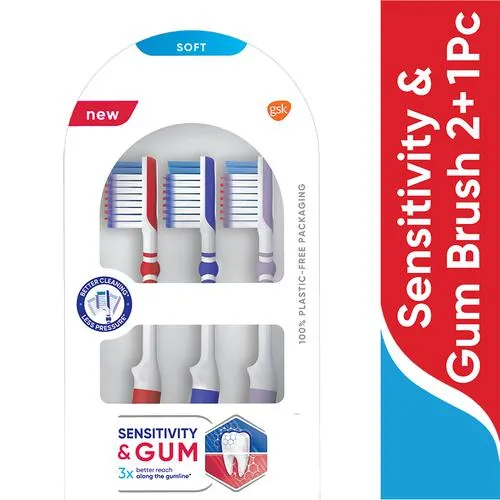 SOFT
new
gsk
100% PLASTIC-FREE PACKAGING
BETTER CLEANING*
LESS PRESSURE*
SENSITIVITY
& GUM
3x better reach
along the gumline*
Sensitivity &
Gum Brush 2+1Pc